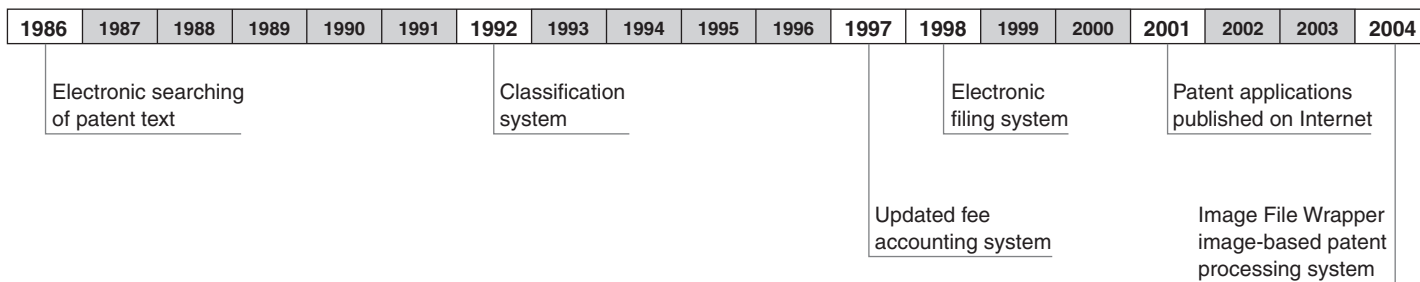 1986 1987 1988 1989 1990 1991 1992 1993 1994 1995 1996 1997 1998 1999 2000 2001 2002 2003 2004
Electronic searching
of patent text
Classification
system
Electronic
filing system
Patent applications
published on Internet
Updated fee
accounting system
Image File Wrapper
image-based patent
processing system